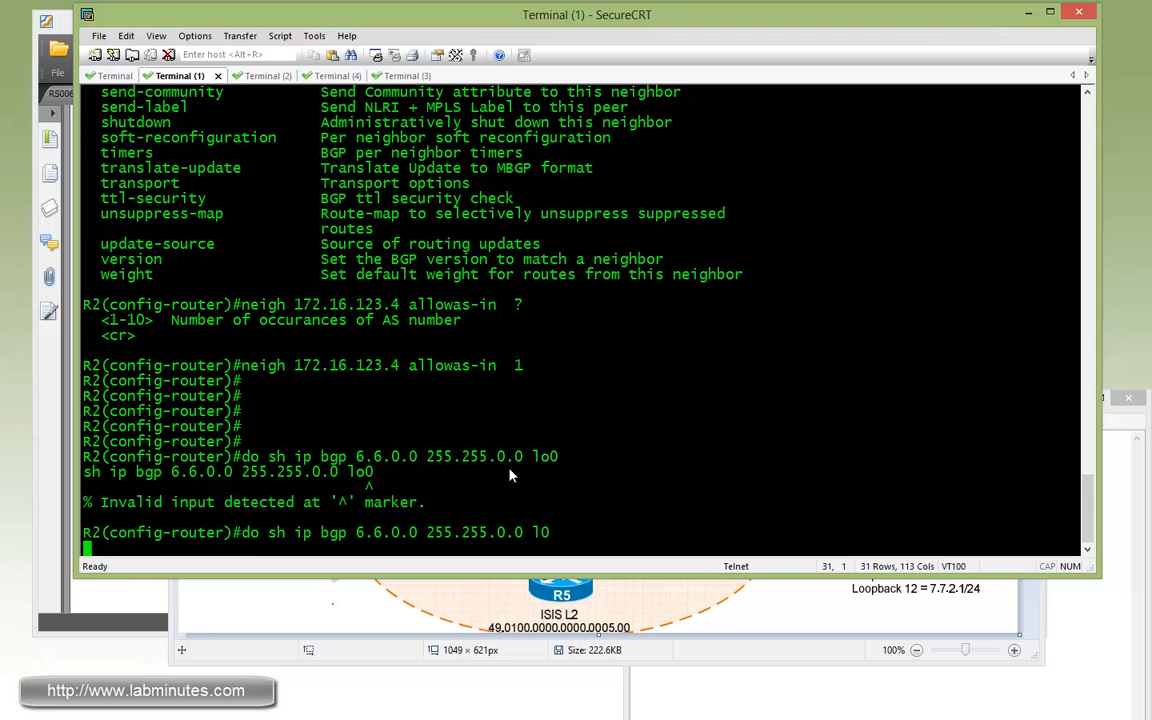 Terminal (1) - SecureCRT
File Edit View Options Transfer Script Tools Help
Enter host <Alt+R>
File
RS006
Terminal Terminal (1) Terminal (2) Terminal (4) Terminal (3)
send-community Send Community attribute to this neighbor
send-label Send NLRI + MPLS Label to this peer
shutdown Administratively shut down this neighbor
soft-reconfiguration Per neighbor soft reconfiguration
timers BGP per neighbor timers
translate-update Translate Update to MBGP format
transport Transport options
ttl-security BGP ttl security check
unsuppress-map Route-map to selectively unsuppress suppressed
routes
update-source Source of routing updates
version Set the BGP version to match a neighbor
weight Set default weight for routes from this neighbor
R2(config-router)#neigh 172.16.123.4 allowas-in ?
<1-10> Number of occurances of AS number
<cr>
R2(config-router)#neigh 172.16.123.4 allowas-in 1
R2(config-router)#
R2(config-router)#
R2(config-router)#
R2(config-router)#
R2(config-router)#
R2(config-router)#do sh ip bgp 6.6.0.0 255.255.0.0 lo0
sh ip bgp 6.6.0.0 255.255.0.0 lo0
^
% Invalid input detected at '^' marker.
R2(config-router)#do sh ip bgp 6.6.0.0 255.255.0.0 l0
Ready Telnet 31, 1 31 Rows, 113 Cols VT100 CAP NUM
R5
Loopback 12 = 7.7.2.1/24
ISIS L2
49.0100.0000.0000.0005.00
1049 × 621px Size: 222.6KB 100%
http://www.labminutes.com